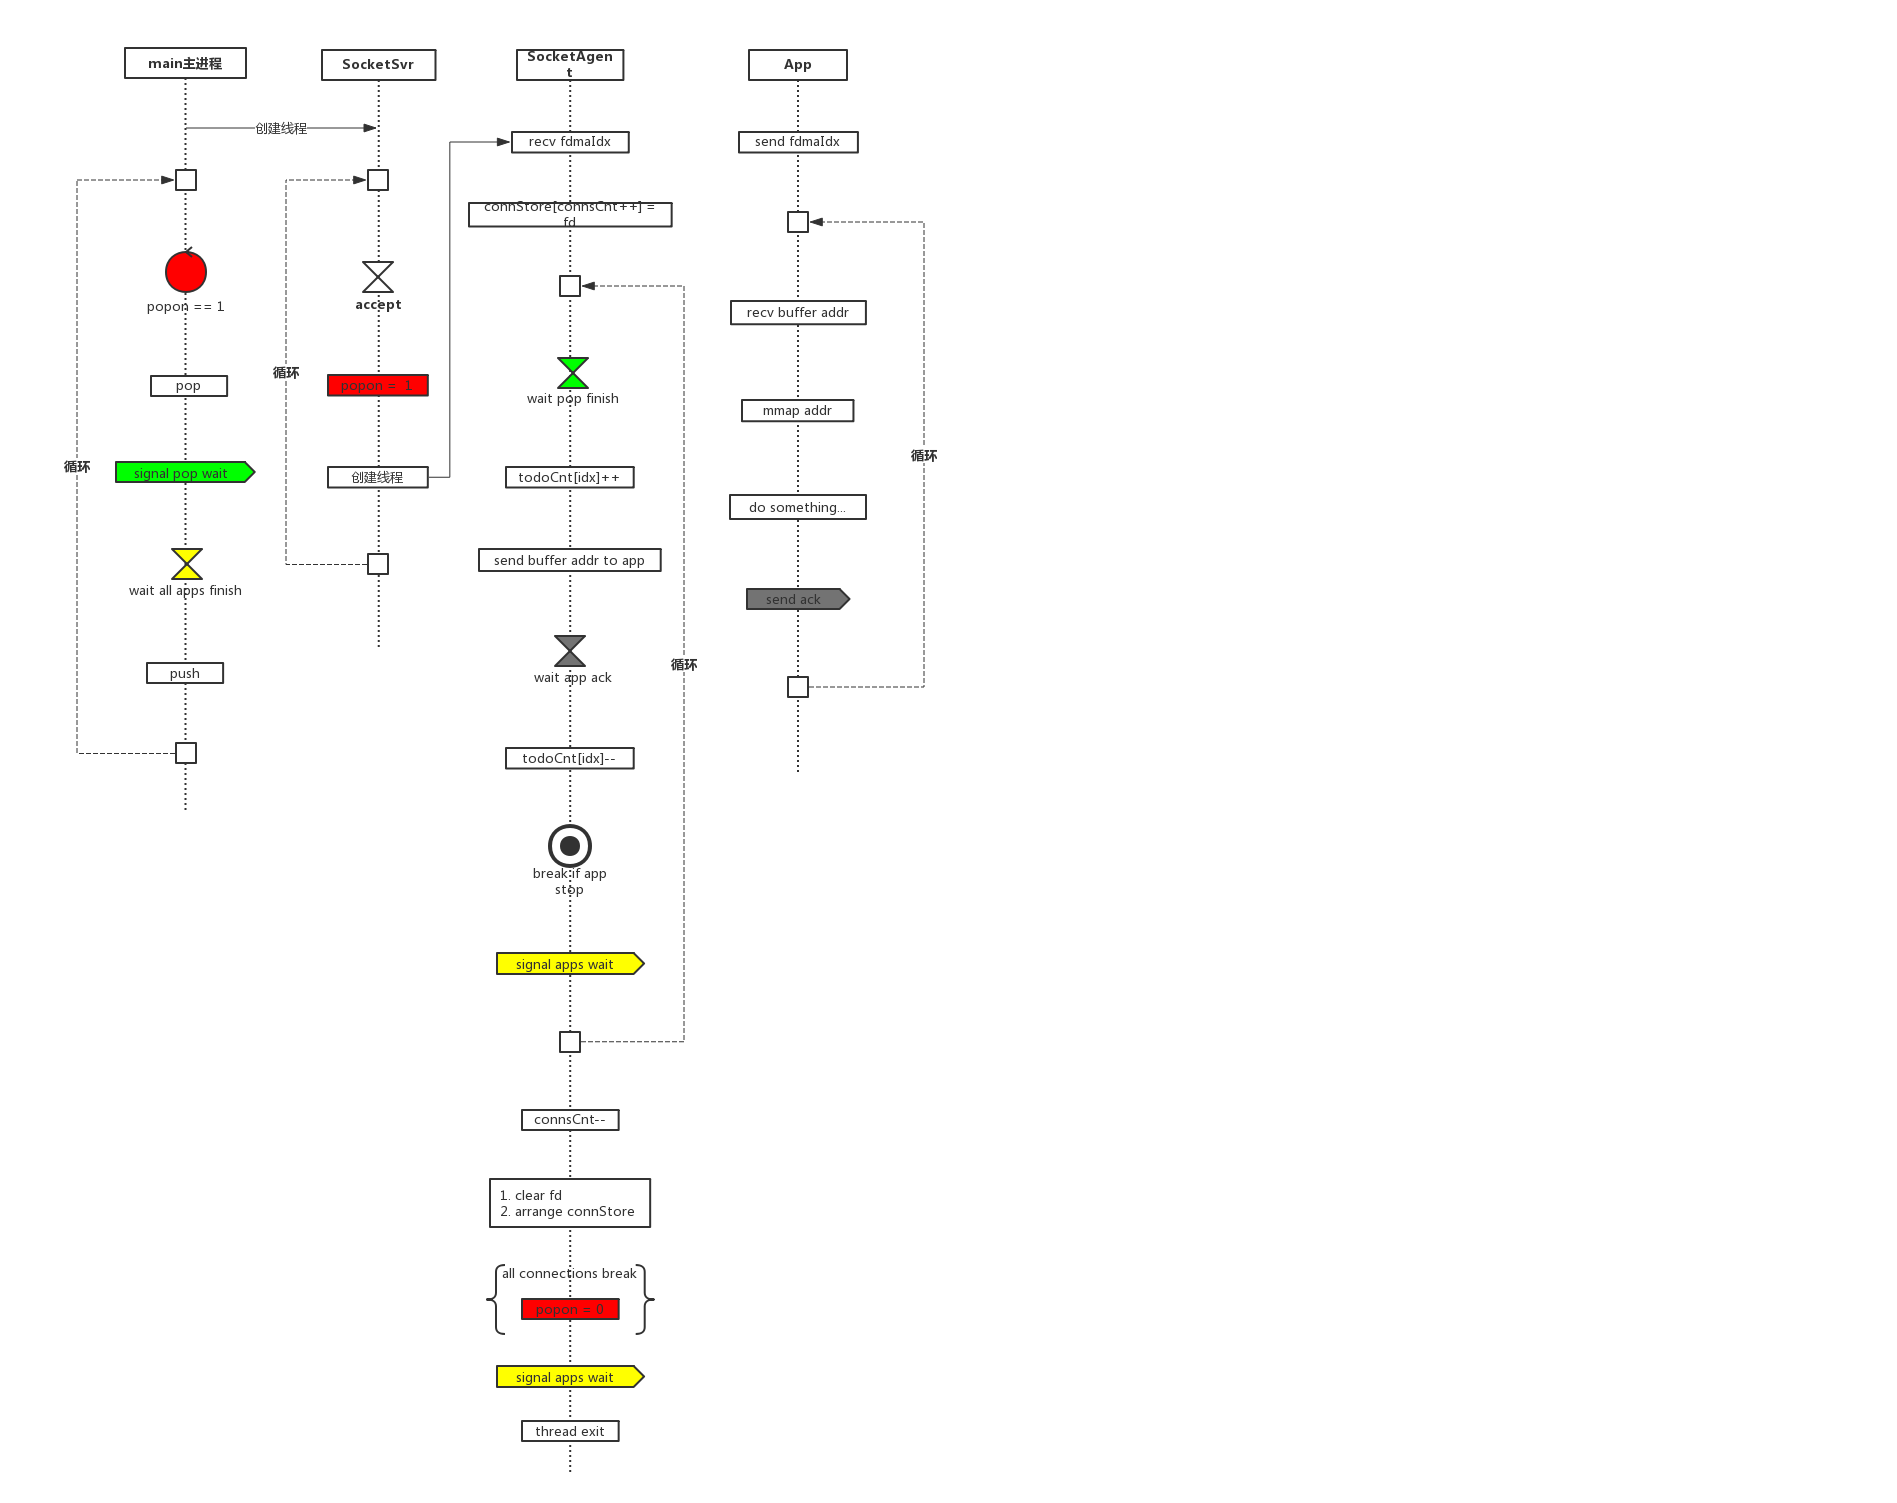 main主进程
SocketSvr
SocketAgen
t
App
创建线程
popon == 1
pop
signal pop wait
wait all apps finish
push
循环
accept
popon =  1
创建线程
循环
recv fdmaIdx
connStore[connsCnt++] =
fd
wait pop finish
todoCnt[idx]++
send buffer addr to app
wait app ack
todoCnt[idx]--
break if app
stop
signal apps wait
循环
connsCnt--
1. clear fd
2. arrange connStore
all connections break
popon = 0
signal apps wait
thread exit
send fdmaIdx
recv buffer addr
mmap addr
do something...
send ack
循环